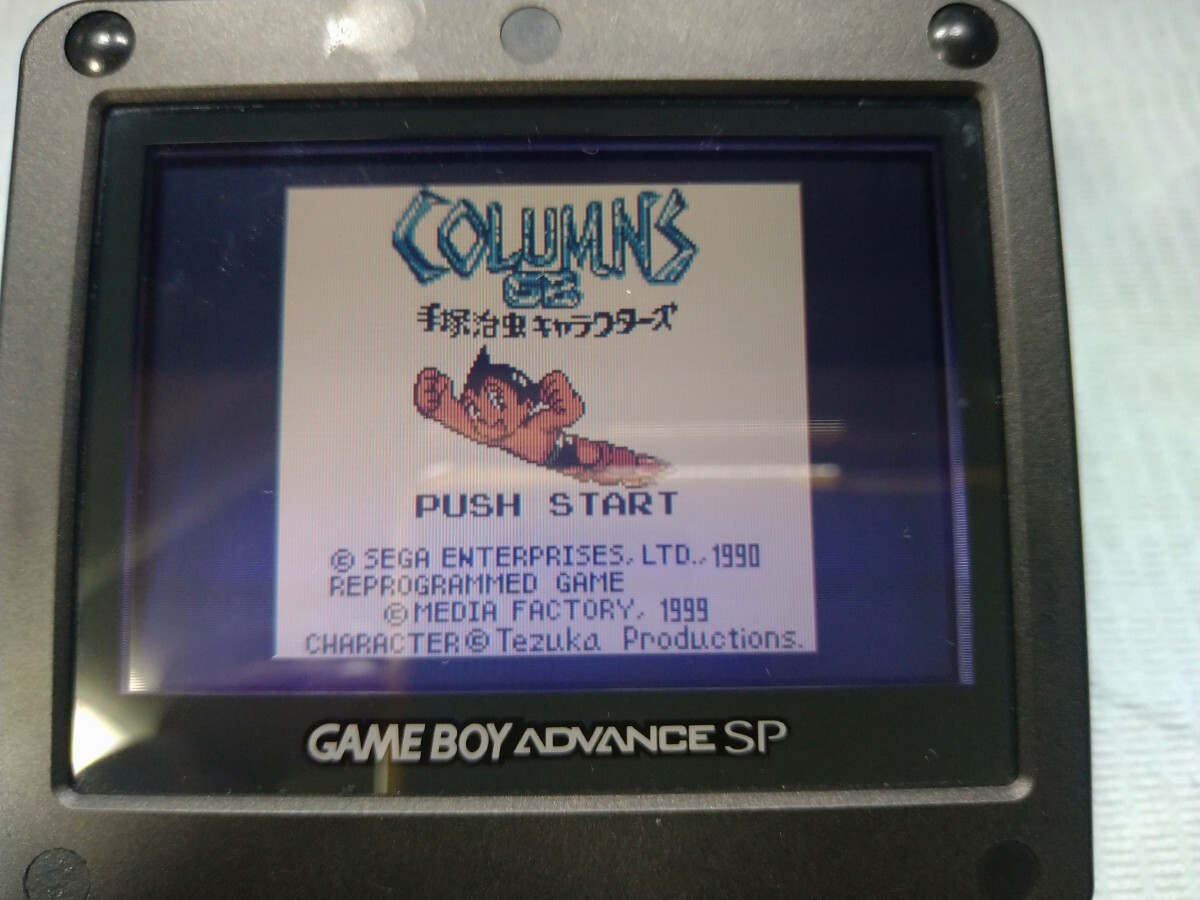 COLUMNS
GB
手塚治虫キャラクターズ
PUSH START
© SEGA ENTERPRISES, LTD., 1990
REPROGRAMMED GAME
© MEDIA FACTORY, 1999
CHARACTER © Tezuka Productions.
GAME BOY ADVANCE SP